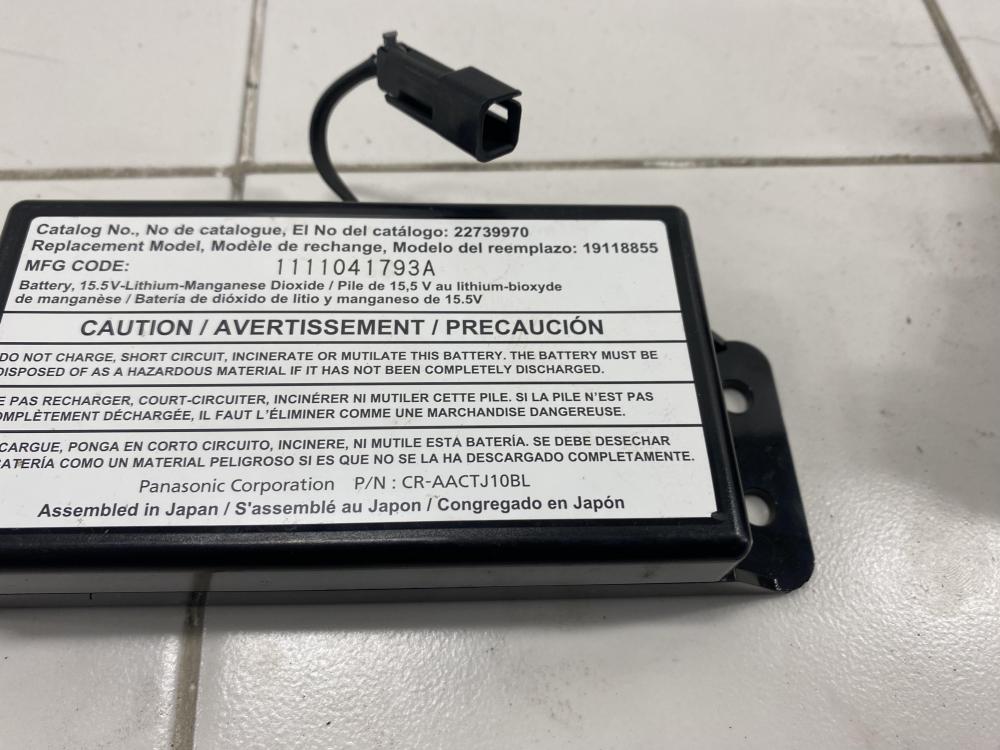 Catalog No., No de catalogue, El No del catálogo: 22739970
Replacement Model, Modèle de rechange, Modelo del reemplazo: 19118855
MFG CODE: 1111041793A
Battery, 15.5V-Lithium-Manganese Dioxide / Pile de 15,5 V au lithium-bioxyde
de manganèse / Batería de dióxido de litio y manganeso de 15.5V
CAUTION / AVERTISSEMENT / PRECAUCIÓN
DO NOT CHARGE, SHORT CIRCUIT, INCINERATE OR MUTILATE THIS BATTERY. THE BATTERY MUST BE
DISPOSED OF AS A HAZARDOUS MATERIAL IF IT HAS NOT BEEN COMPLETELY DISCHARGED.
PAS RECHARGER, COURT-CIRCUITER, INCINÉRER NI MUTILER CETTE PILE. SI LA PILE N'EST PAS
OMPLÈTEMENT DÉCHARGÉE, IL FAUT L'ÉLIMINER COMME UNE MARCHANDISE DANGEREUSE.
CARGUE, PONGA EN CORTO CIRCUITO, INCINERE, NI MUTILE ESTA BATERÍA. SE DEBE DESECHAR
ATERÍA COMO UN MATERIAL PELIGROSO SI ES QUE NO SE LA HA DESCARGADO COMPLETAMENTE.
Panasonic Corporation P/N : CR-AACTJ10BL
Assembled in Japan / S'assemblé au Japon / Congregado en Japón